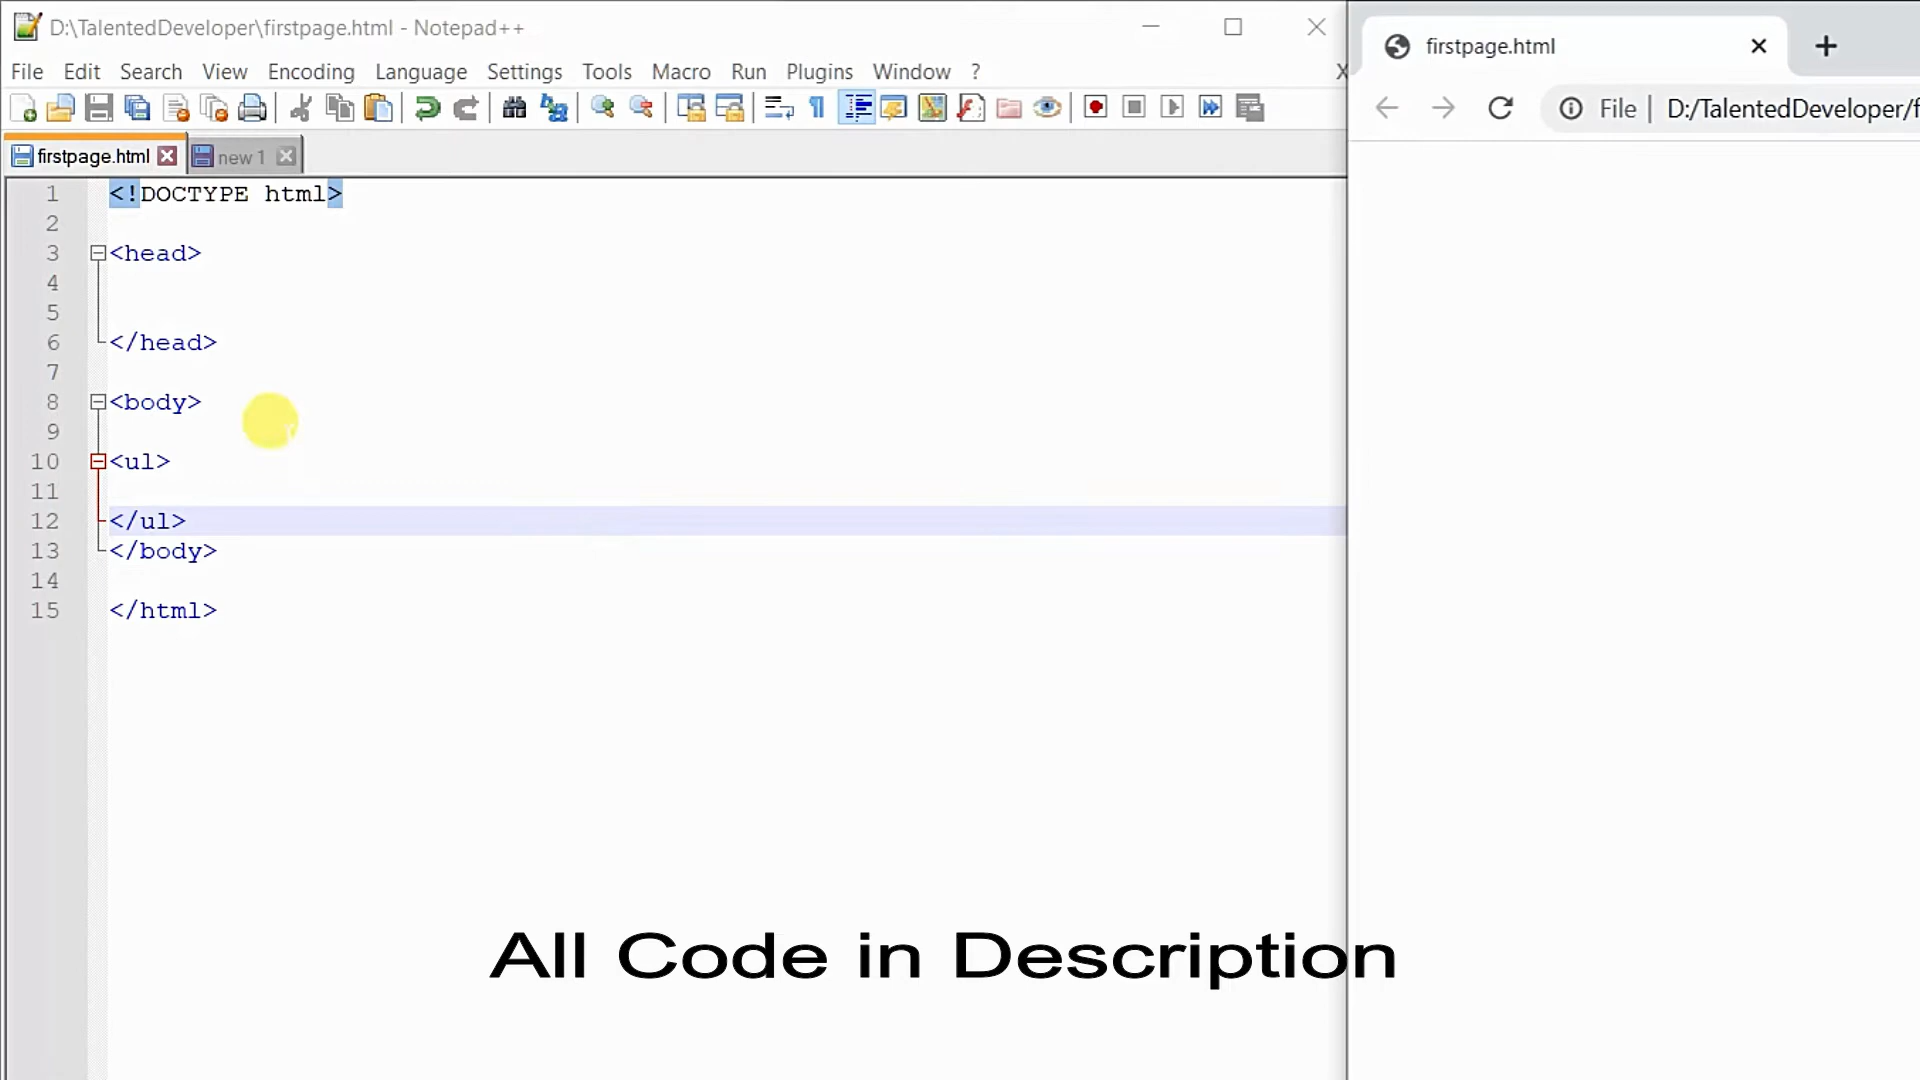 D:\TalentedDeveloper\firstpage.html - Notepad++
File Edit Search View Encoding Language Settings Tools Macro Run Plugins Window ? X
firstpage.html new 1
1 <!DOCTYPE html>
2
3 <head>
4
5
6 </head>
7
8 <body>
9
10 <ul>
11
12 </ul>
13 </body>
14
15 </html>
firstpage.html
File | D:/TalentedDeveloper/f
All Code in Description